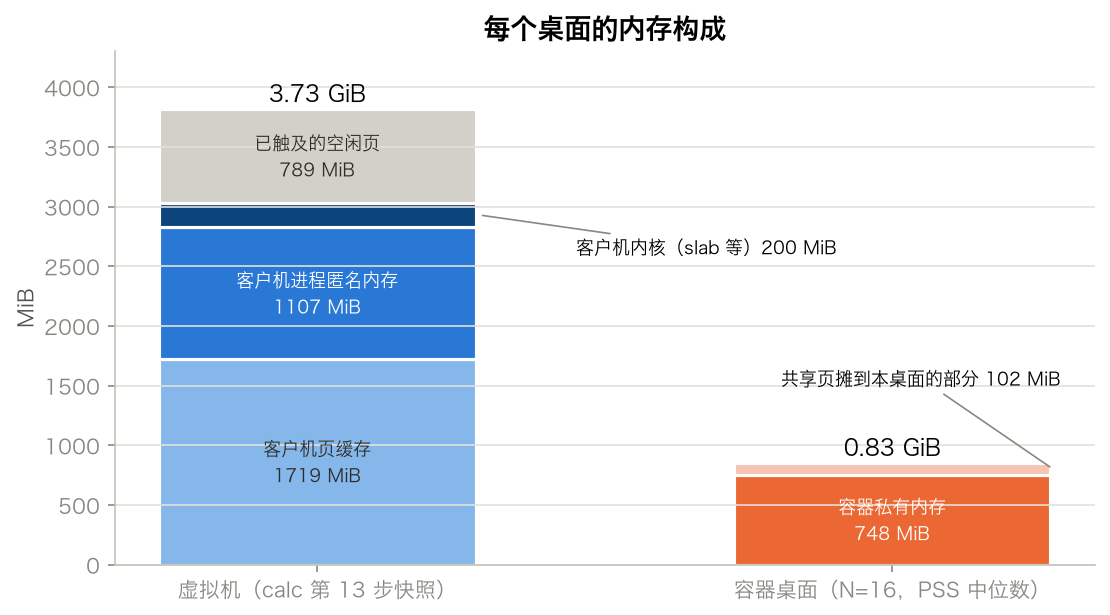 每个桌面的内存构成
MiB
4000
3500
3000
2500
2000
1500
1000
500
0
3.73 GiB
已触及的空闲页
789 MiB
客户机内核（slab 等）200 MiB
客户机进程匿名内存
1107 MiB
客户机页缓存
1719 MiB
共享页摊到本桌面的部分 102 MiB
0.83 GiB
容器私有内存
748 MiB
虚拟机（calc 第 13 步快照）
容器桌面（N=16，PSS 中位数）